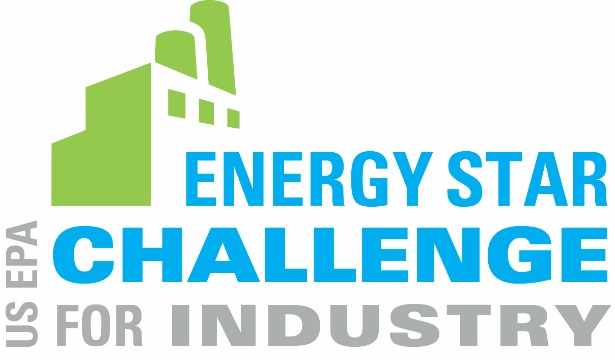 ENERGY STAR
CHALLENGE
US EPA
FOR INDUSTRY